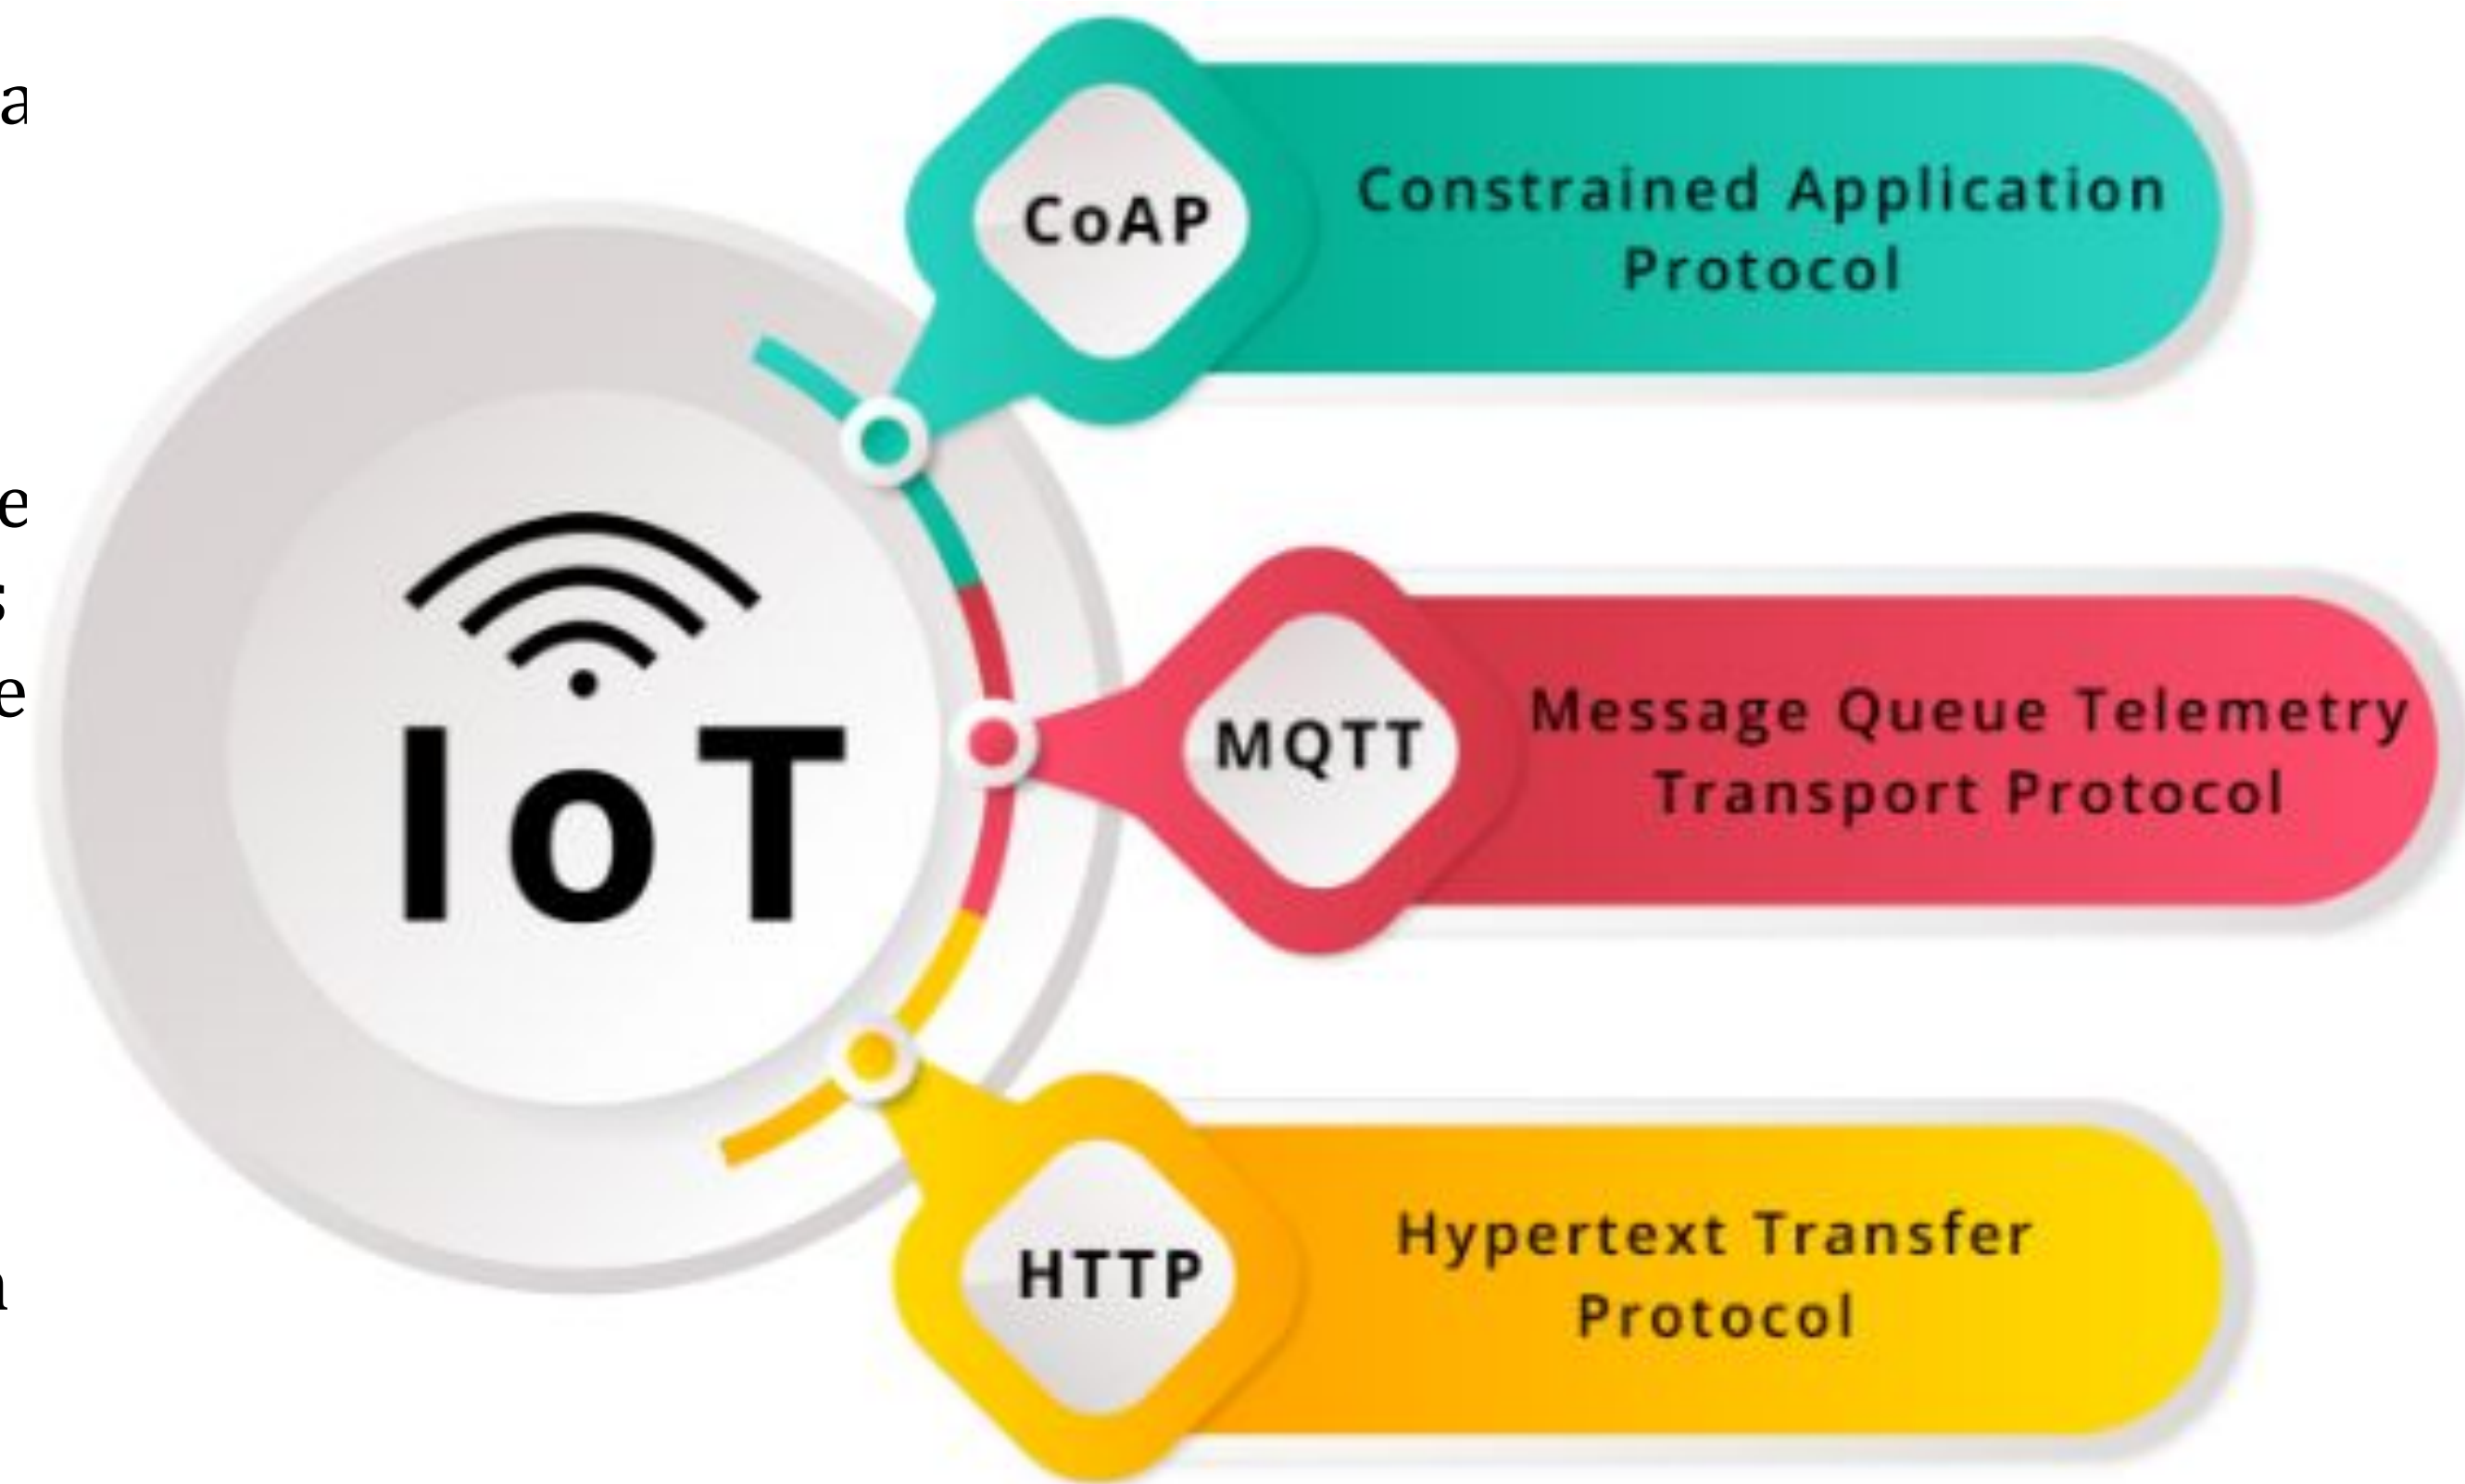 a
e
s
e
IoT
CoAP
Constrained Application
Protocol
MQTT
Message Queue Telemetry
Transport Protocol
HTTP
Hypertext Transfer
Protocol